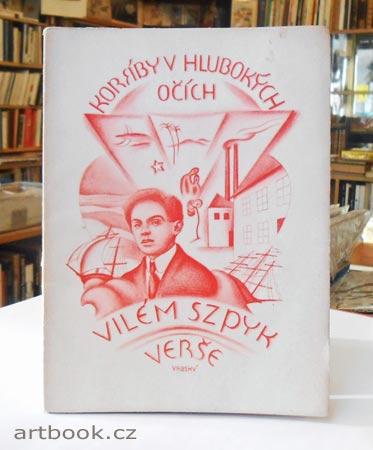 KORÁBY V HLUBOKÝCH
OČÍCH
VILÉM SZPYK
VERŠE
artbook.cz